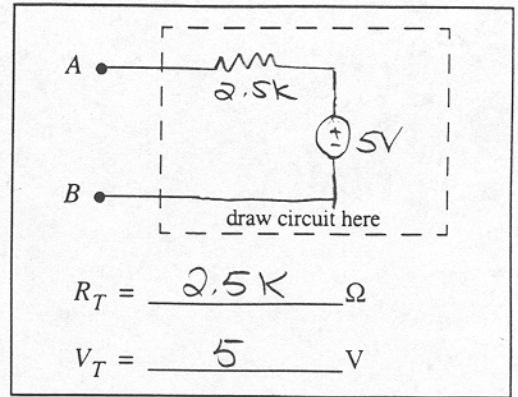 A
2.5K
+
-
5V
B
draw circuit here
R_T = 2.5K Ω
V_T = 5 V